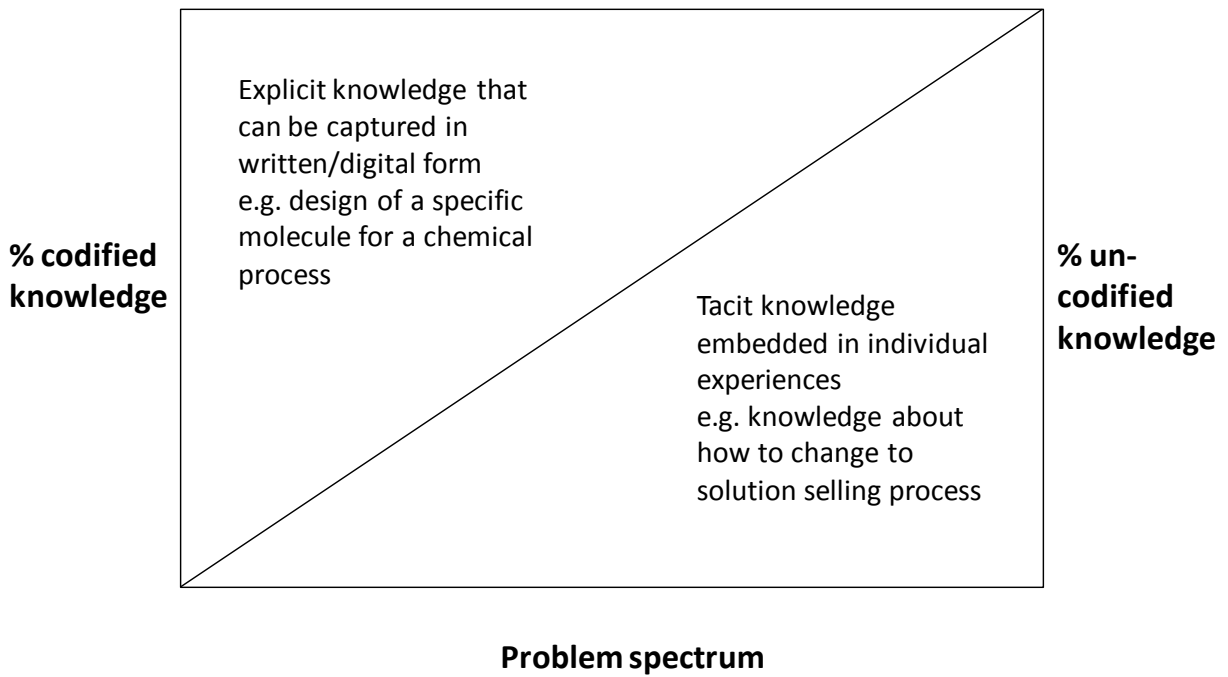 Explicit knowledge that
can be captured in
written/digital form
e.g. design of a specific
molecule for a chemical
process
% codified
knowledge
Tacit knowledge
embedded in individual
experiences
e.g. knowledge about
how to change to
solution selling process
% un-
codified
knowledge
Problem spectrum